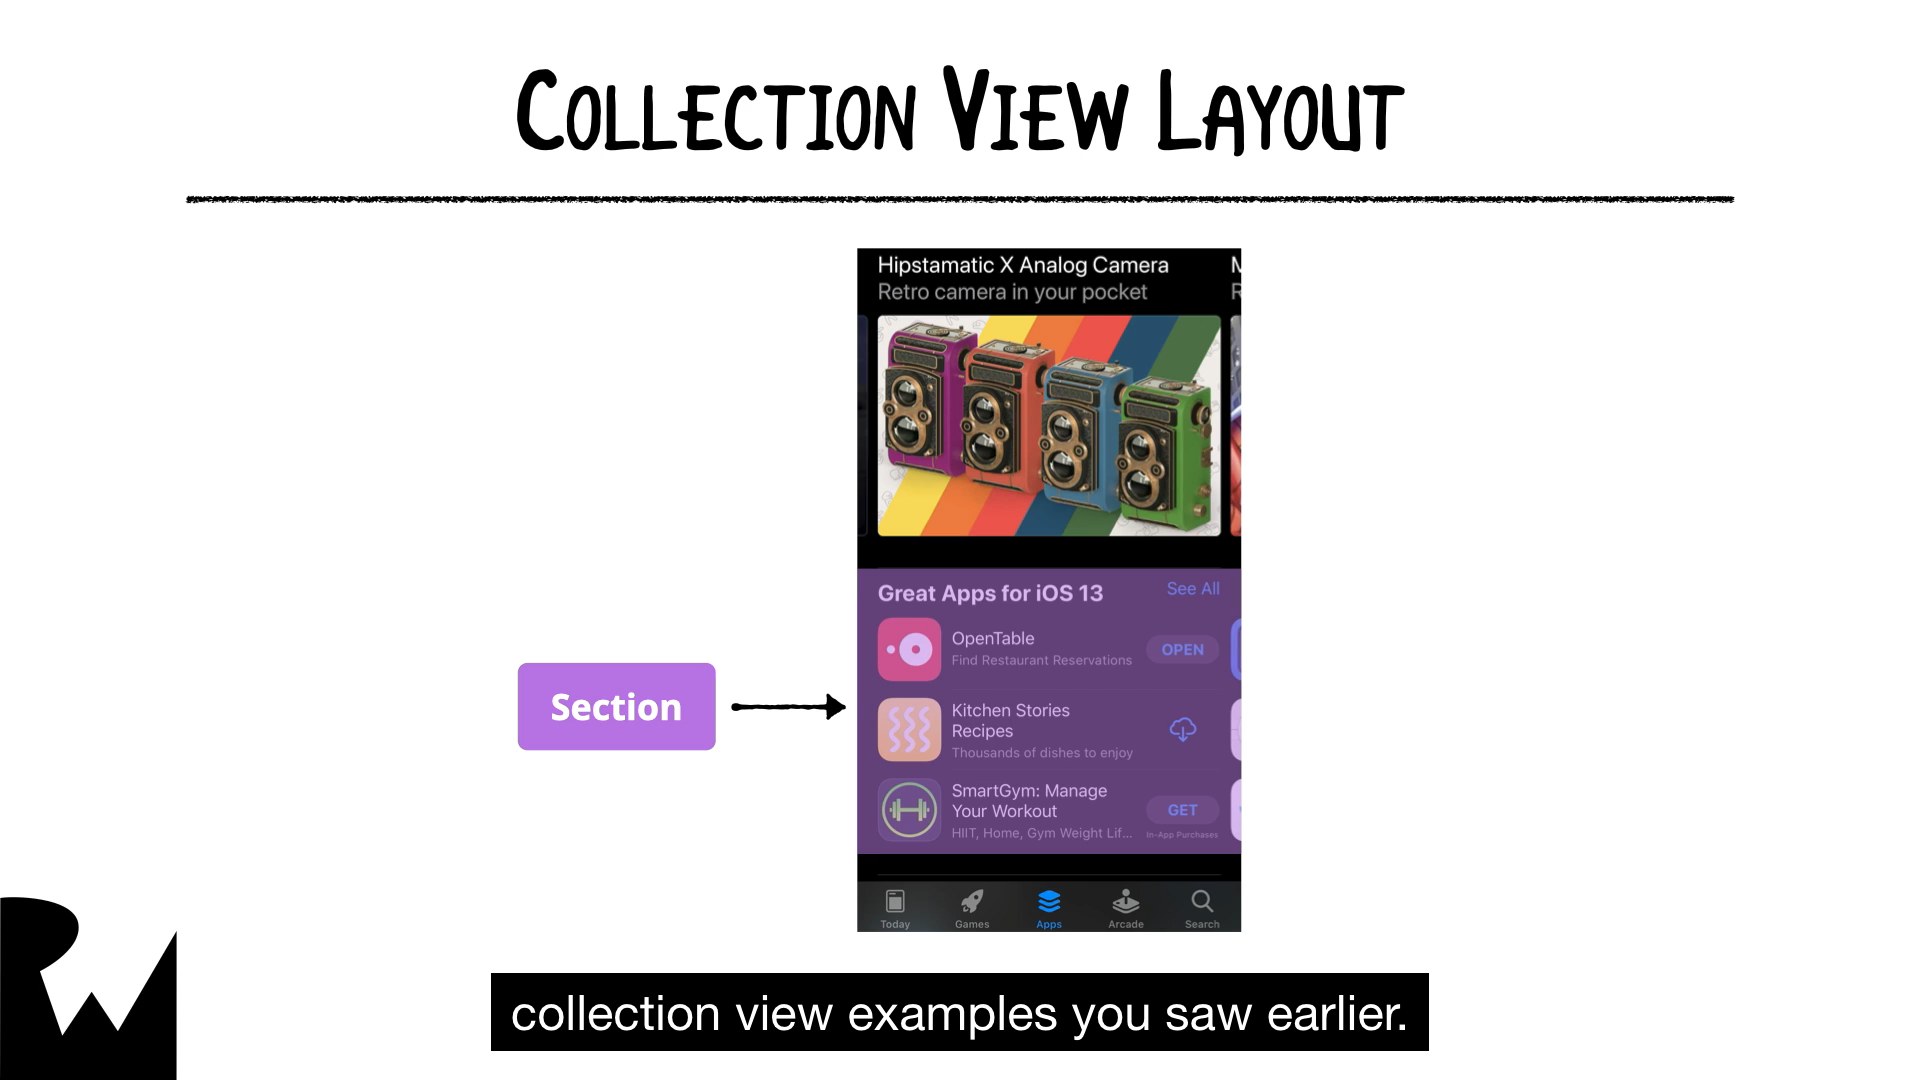 COLLECTION VIEW LAYOUT
Hipstamatic X Analog Camera
Retro camera in your pocket
Great Apps for iOS 13
See All
OpenTable
Find Restaurant Reservations
OPEN
Section
Kitchen Stories
Recipes
Thousands of dishes to enjoy
SmartGym: Manage
Your Workout
HIIT, Home, Gym Weight Lif...
GET
In-App Purchases
Today
Games
Apps
Arcade
Search
collection view examples you saw earlier.